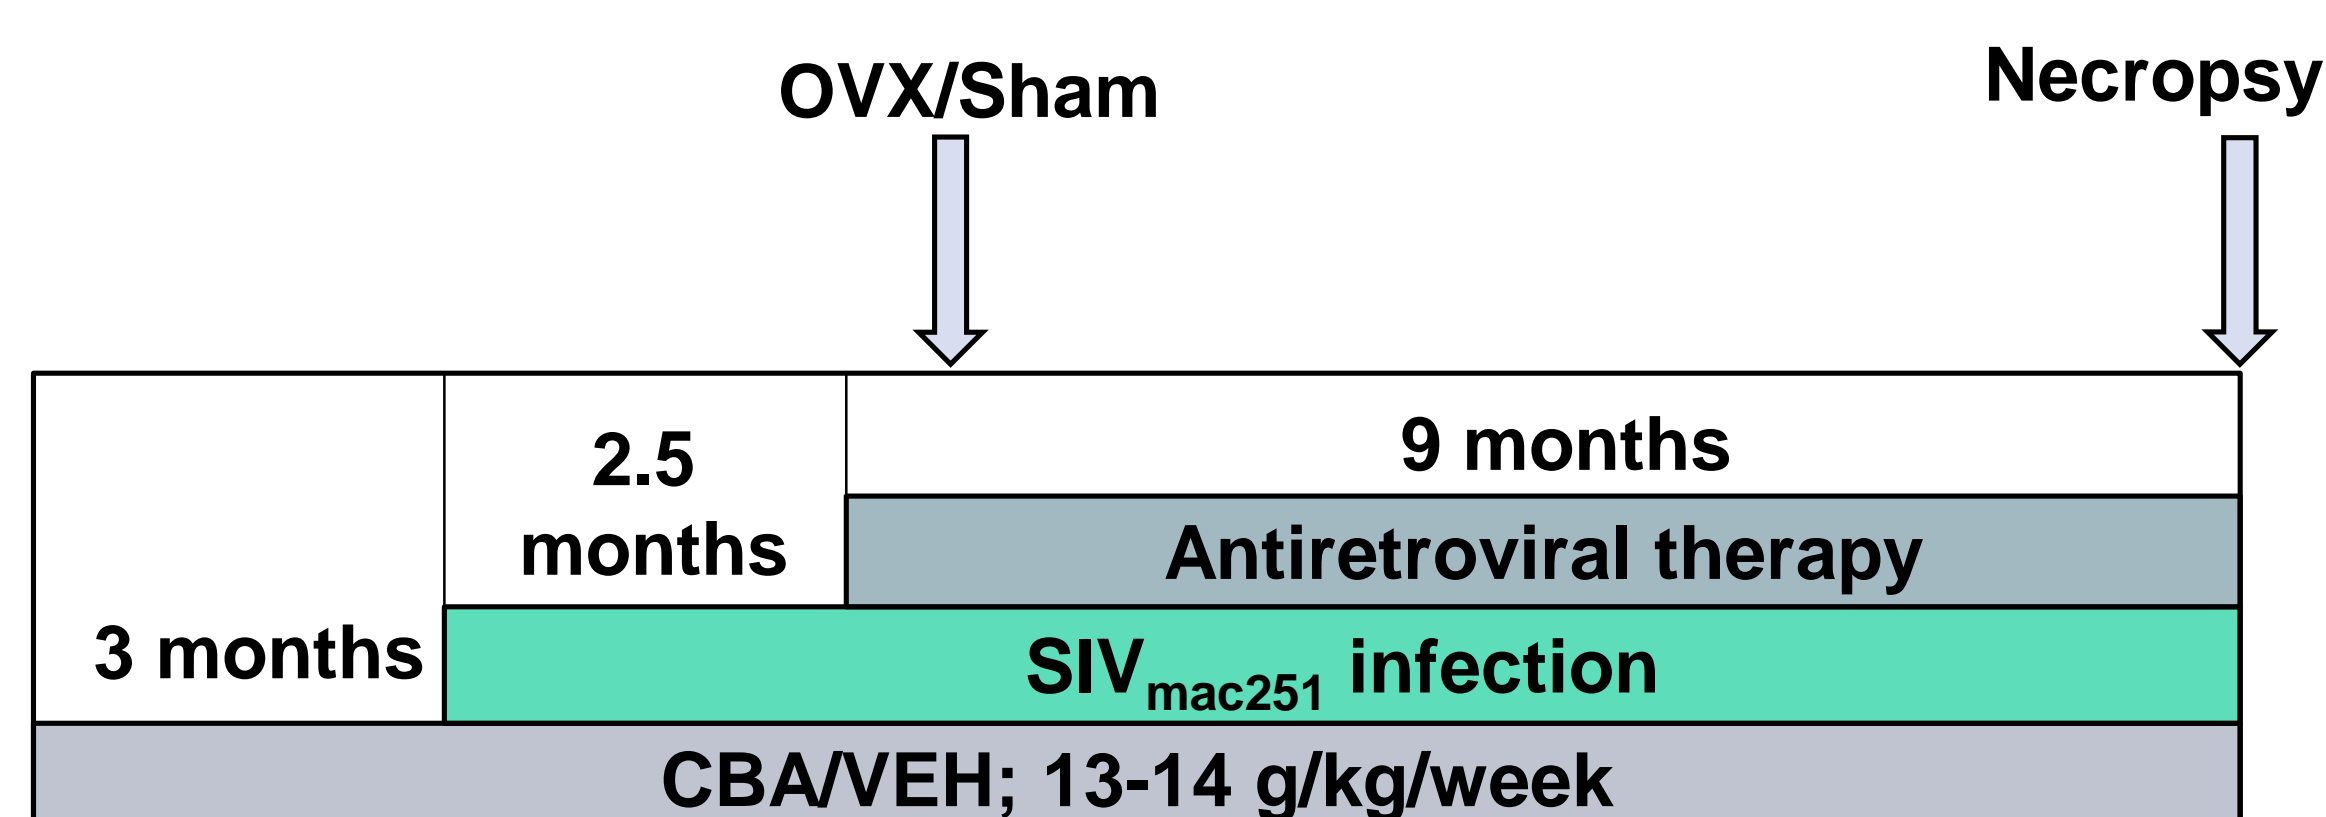 OVX/Sham
Necropsy
2.5
months
9 months
Antiretroviral therapy
3 months
SIVmac251 infection
CBA/VEH; 13-14 g/kg/week